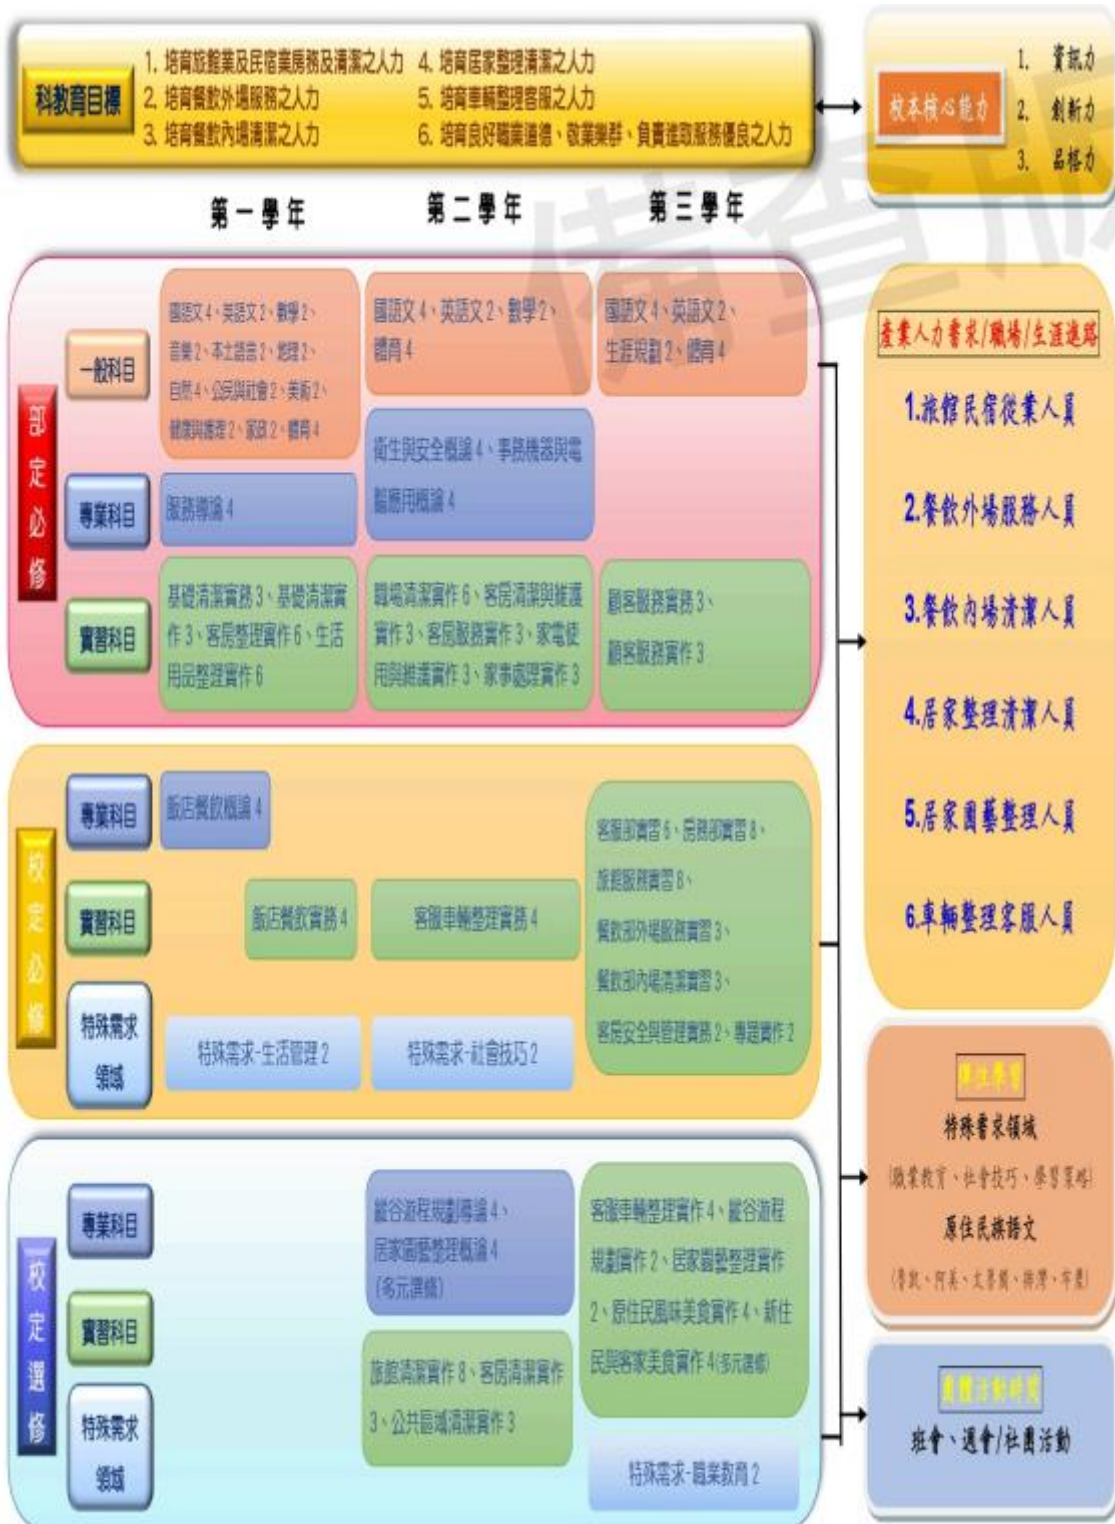 科教育目標
1. 培育旅館業及民宿業房務及清潔之人力
2. 培育餐飲外場服務之人力
3. 培育餐飲內場清潔之人力
4. 培育居家整理清潔之人力
5. 培育車輛整理客服之人力
6. 培育良好職業道德、敬業樂群、負責進取服務優良之人力
校本核心能力
1. 資訊力
2. 創新力
3. 品格力
備查版
第一學年
第二學年
第三學年
部定必修
一般科目
國語文 4、英語文 2、數學 2、
音樂 2、本土語言 2、地理 2、
自然 4、公民與社會 2、美術 2、
健康與護理 2、家政 2、體育 4
國語文 4、英語文 2、數學 2、
體育 4
國語文 4、英語文 2、
生涯規劃 2、體育 4
專業科目
服務導論 4
衛生與安全概論 4、事務機器與電
腦應用概論 4
實習科目
基礎清潔實務 3、基礎清潔實
作 3、客房整理實作 6、生活
用品整理實作 6
職場清潔實作 6、客房清潔與維護
實作 3、客房服務實作 3、家電使
用與維護實作 3、家事處理實作 3
顧客服務實務 3、
顧客服務實作 3
校定必修
專業科目
飯店餐飲概論 4
實習科目
飯店餐飲實務 4
客服車輛整理實務 4
客服部實習 6、房務部實習 8、
旅館服務實習 8、
餐飲部外場服務實習 3、
餐飲部內場清潔實習 3、
客房安全與管理實務 2、專題實作 2
特殊需求
領域
特殊需求-生活管理 2
特殊需求-社會技巧 2
校定選修
專業科目
縱谷遊程規劃導論 4、
居家園藝整理概論 4
(多元選修)
實習科目
旅館清潔實作 8、客房清潔實作
3、公共區域清潔實作 3
客服車輛整理實作 4、縱谷遊程
規劃實作 2、居家園藝整理實作
2、原住民風味美食實作 4、新住
民與客家美食實作 4(多元選修)
特殊需求
領域
特殊需求-職業教育 2
產業人力需求/職場/生涯進路
1.旅館民宿從業人員
2.餐飲外場服務人員
3.餐飲內場清潔人員
4.居家整理清潔人員
5.居家園藝整理人員
6.車輛整理客服人員
彈性學習
特殊需求領域
(職業教育、社會技巧、學習策略)
原住民族語文
(魯凱、阿美、太魯閣、排灣、布農)
團體活動時間
班會、週會/社團活動